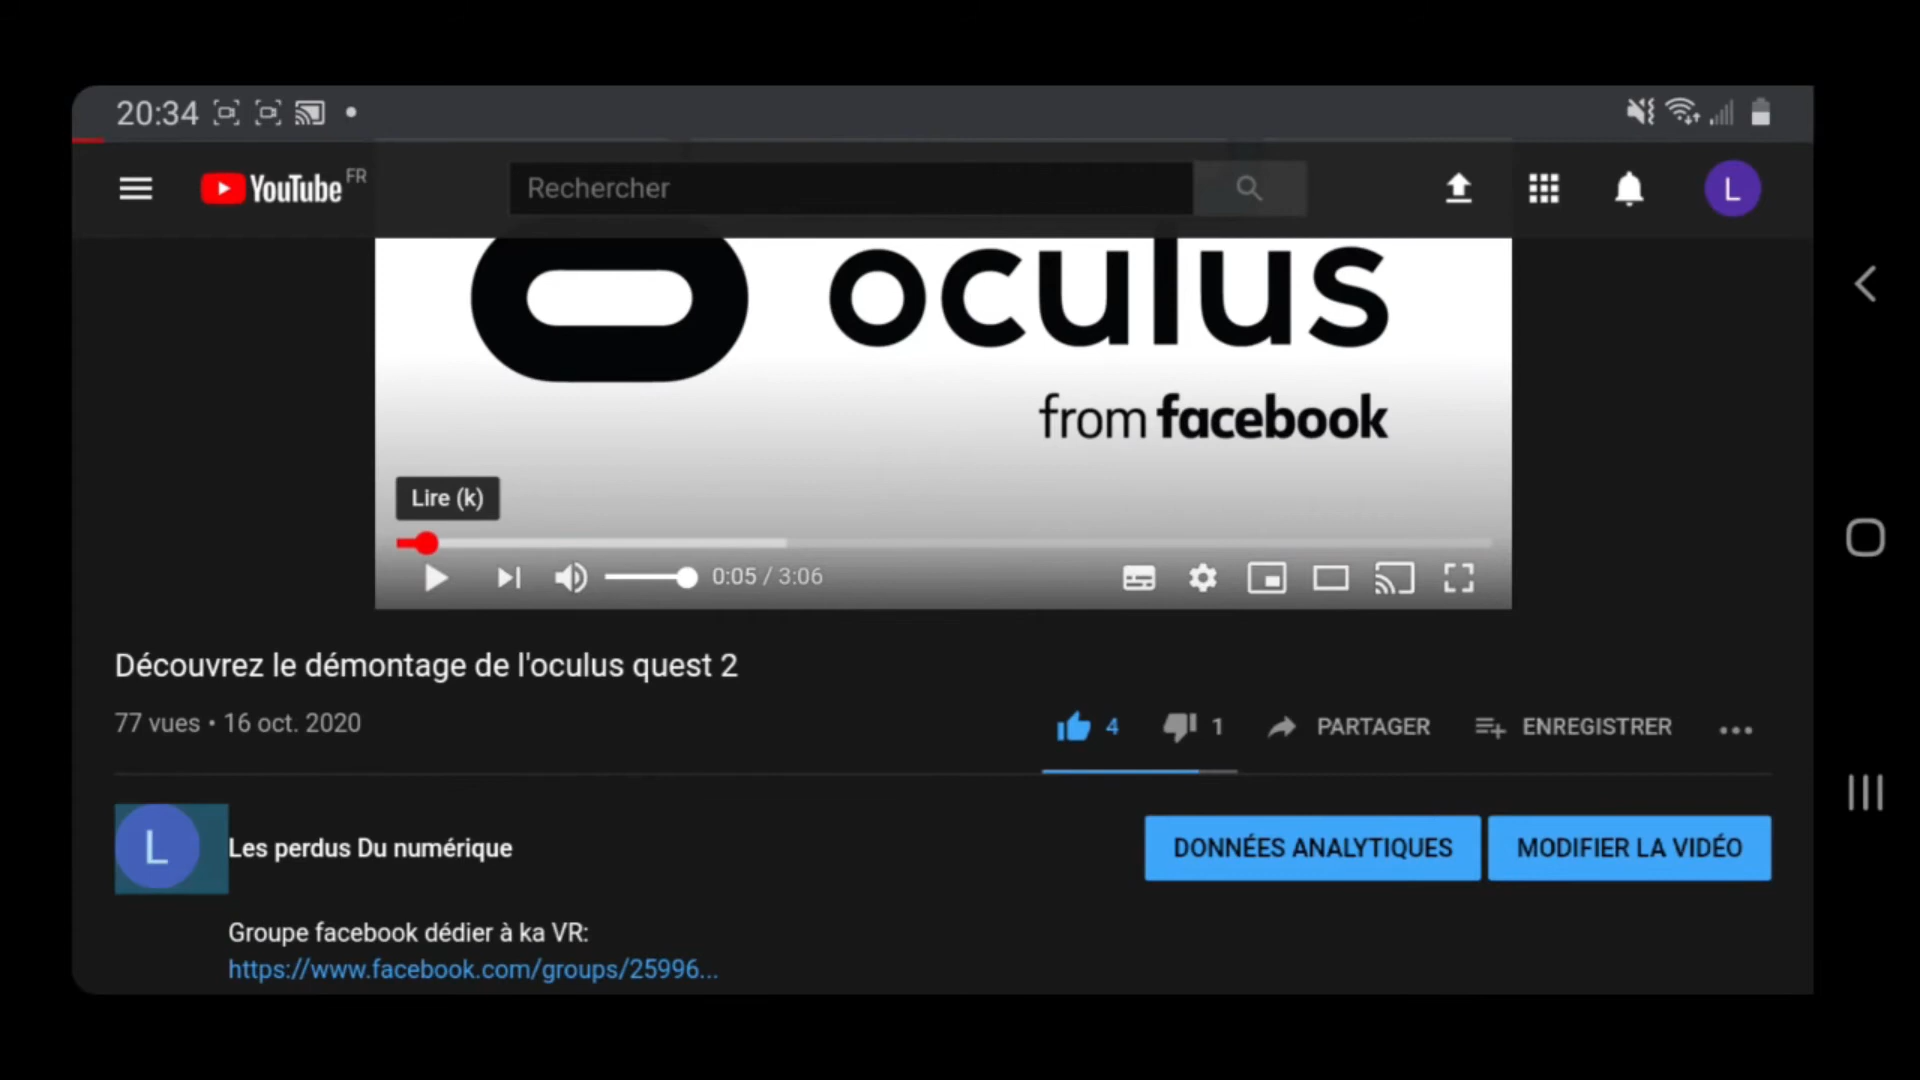 20:34
YouTube FR
Rechercher
L
oculus
from facebook
Lire (k)
0:05 / 3:06
Découvrez le démontage de l'oculus quest 2
77 vues • 16 oct. 2020
4
1
PARTAGER
ENREGISTRER
L
Les perdus Du numérique
DONNÉES ANALYTIQUES
MODIFIER LA VIDÉO
Groupe facebook dédier à ka VR:
https://www.facebook.com/groups/25996...